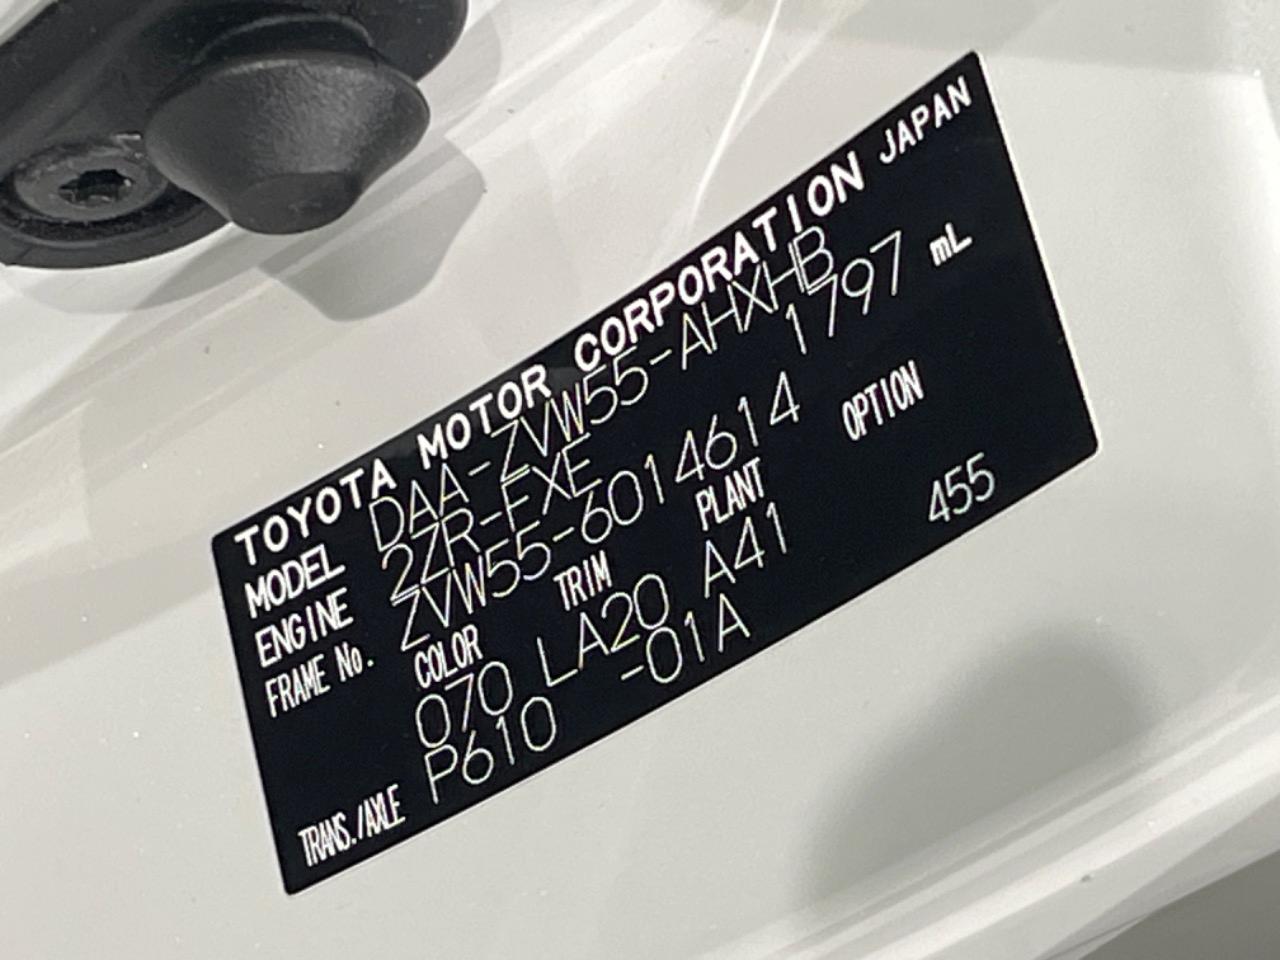 TOYOTA MOTOR CORPORATION JAPAN
MODEL DAA-ZVW55-AHXHB
ENGINE 2ZR-FXE 1797 mL
FRAME No. ZVW55-6014614
COLOR TRIM PLANT OPTION
070 LA20 A41 455
TRANS./AXLE P610 -01A